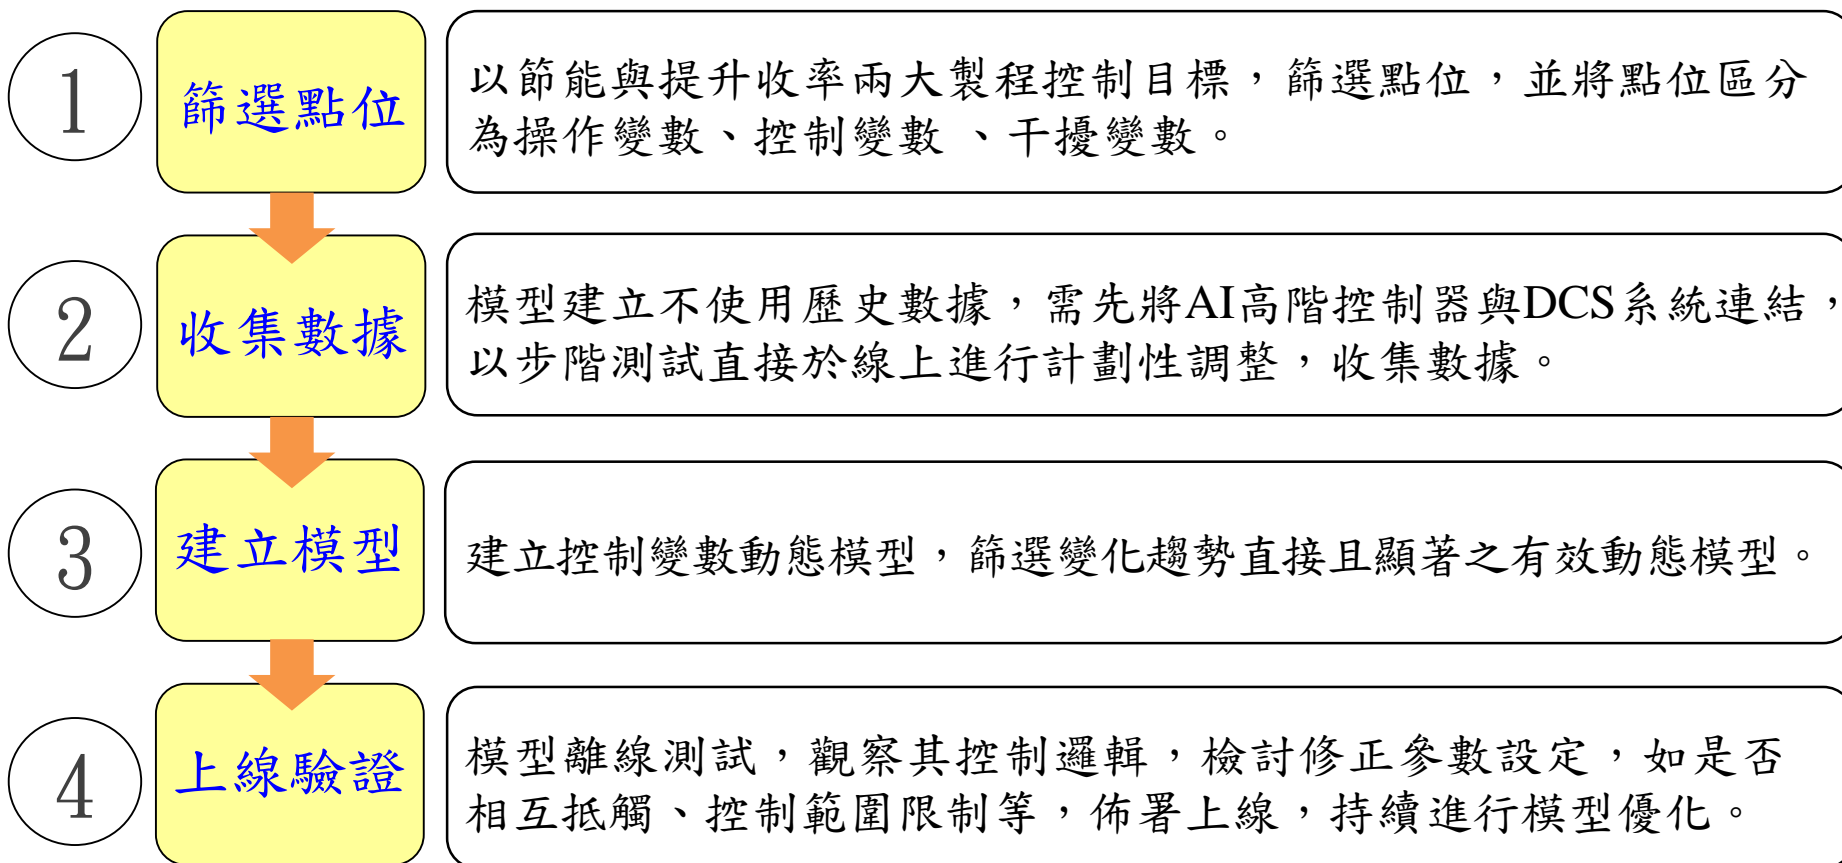 1
篩選點位
以節能與提升收率兩大製程控制目標，篩選點位，並將點位區分
為操作變數、控制變數、干擾變數。
2
收集數據
模型建立不使用歷史數據，需先將AI高階控制器與DCS系統連結，
以步階測試直接於線上進行計劃性調整，收集數據。
3
建立模型
建立控制變數動態模型，篩選變化趨勢直接且顯著之有效動態模型。
4
上線驗證
模型離線測試，觀察其控制邏輯，檢討修正參數設定，如是否
相互抵觸、控制範圍限制等，佈署上線，持續進行模型優化。